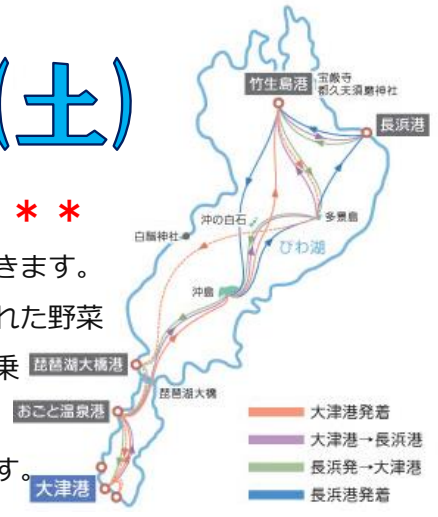 (土)
＊＊
きます。
れた野菜
乗
す。
竹生島港
宝厳寺
都久夫須麻神社
長浜港
沖の白石
多景島
白鬚神社
びわ湖
沖島
琵琶湖大橋港
琵琶湖大橋
おごと温泉港
大津港
大津港発着
大津港→長浜港
長浜発→大津港
長浜港発着